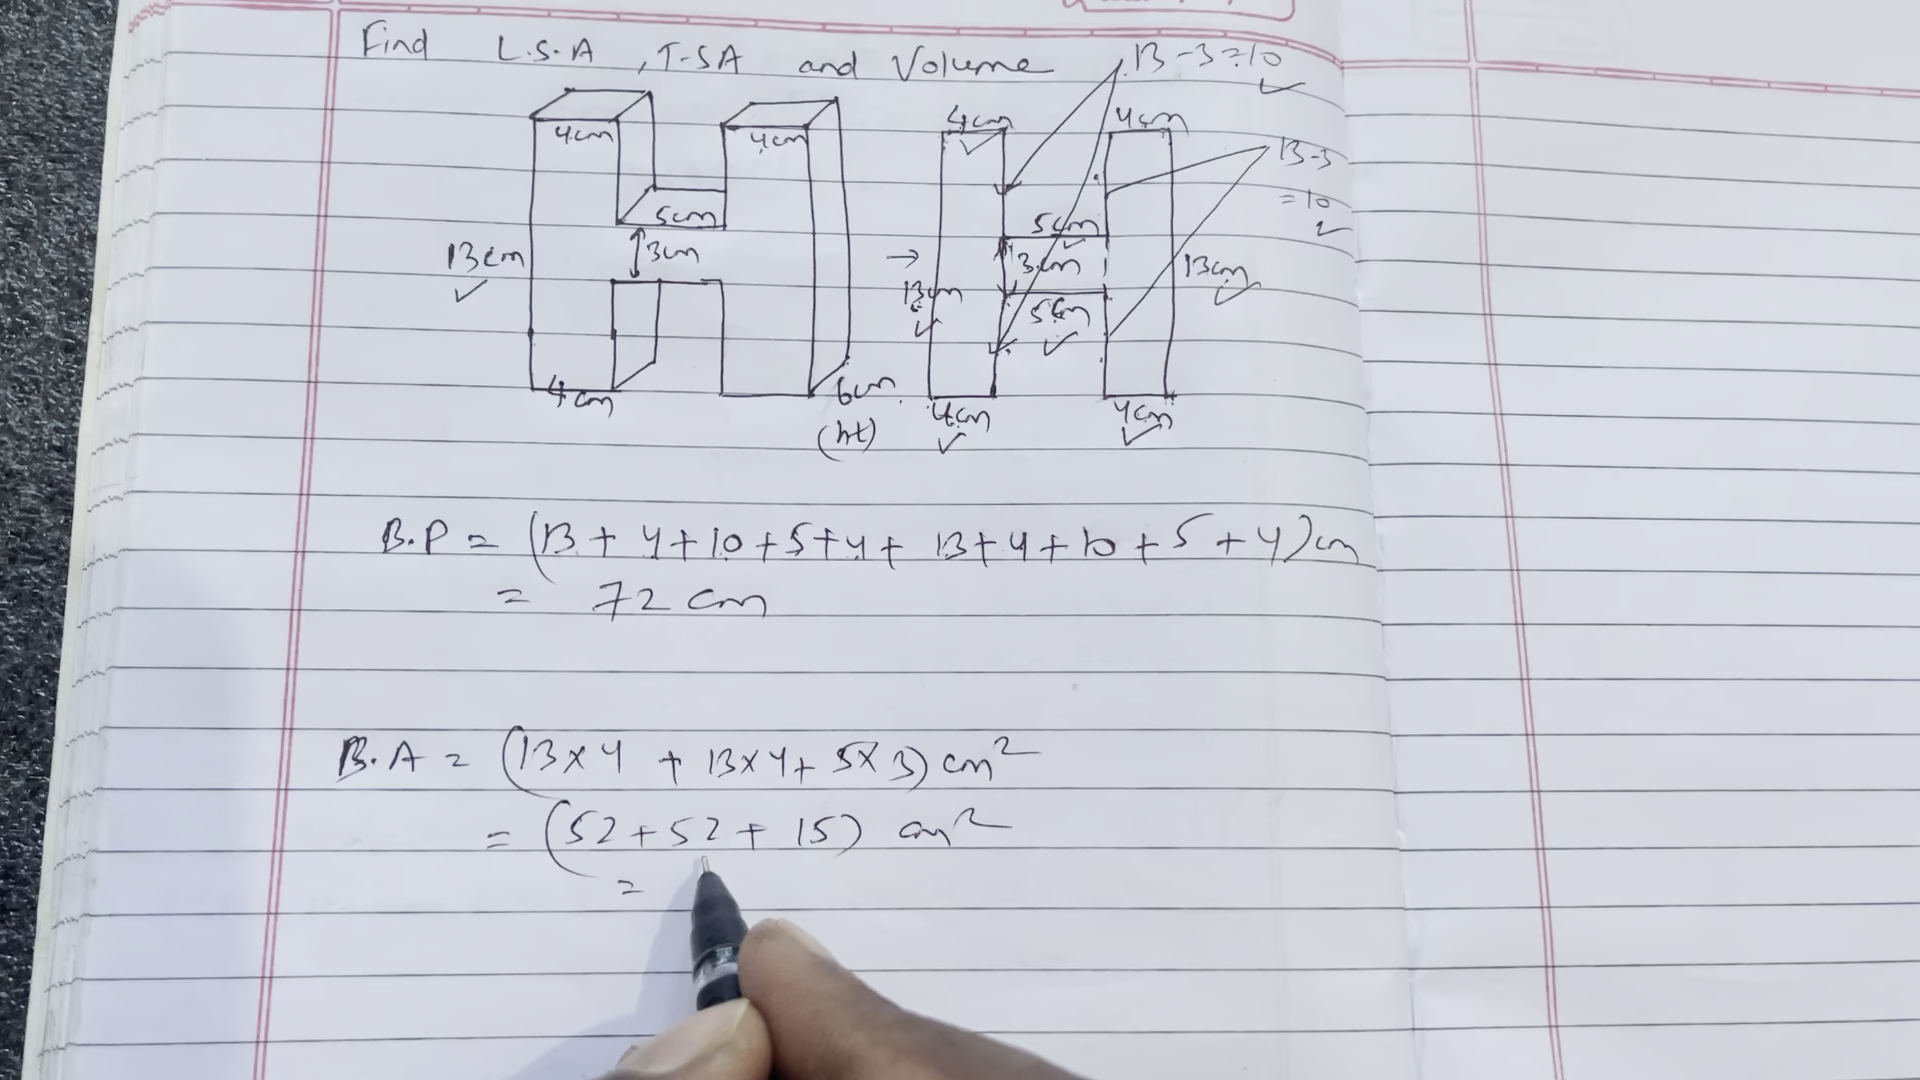 Find L.S.A , T-SA and Volume
13-3=10
4cm 4cm 4cm 4cm
13-3
=10
5cm 5cm
13cm 3cm → 3cm 13cm
13cm
5cm
4cm 6cm 4cm 4cm
(ht)
B.P = (13 + 4 + 10 + 5 + 4 + 13 + 4 + 10 + 5 + 4) cm
= 72 cm
B.A = (13 x 4 + 13 x 4 + 5 x 3) cm²
= (52 + 52 + 15) cm²
=